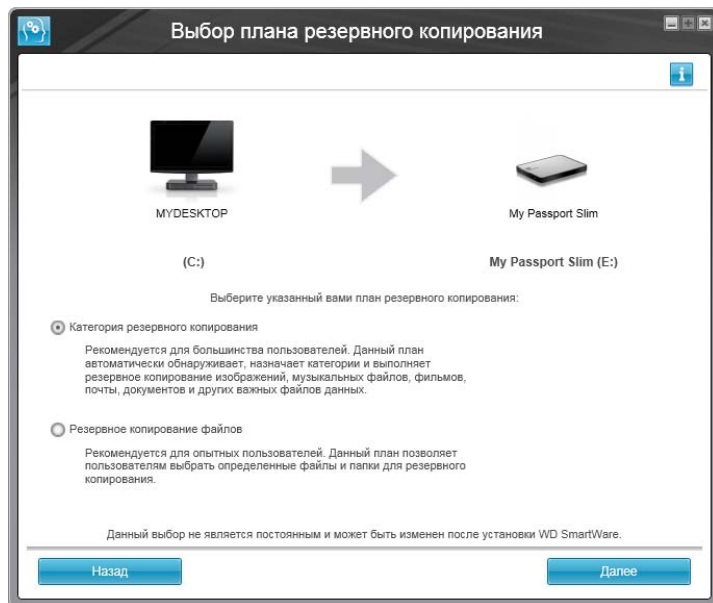 Выбор плана резервного копирования
MYDESKTOP
My Passport Slim
(C:)
My Passport Slim (E:)
Выберите указанный вами план резервного копирования:
Категория резервного копирования
Рекомендуется для большинства пользователей. Данный план
автоматически обнаруживает, назначает категории и выполняет
резервное копирование изображений, музыкальных файлов, фильмов,
почты, документов и других важных файлов данных.
Резервное копирование файлов
Рекомендуется для опытных пользователей. Данный план позволяет
пользователям выбрать определенные файлы и папки для резервного
копирования.
Данный выбор не является постоянным и может быть изменен после установки WD SmartWare.
Назад
Далее